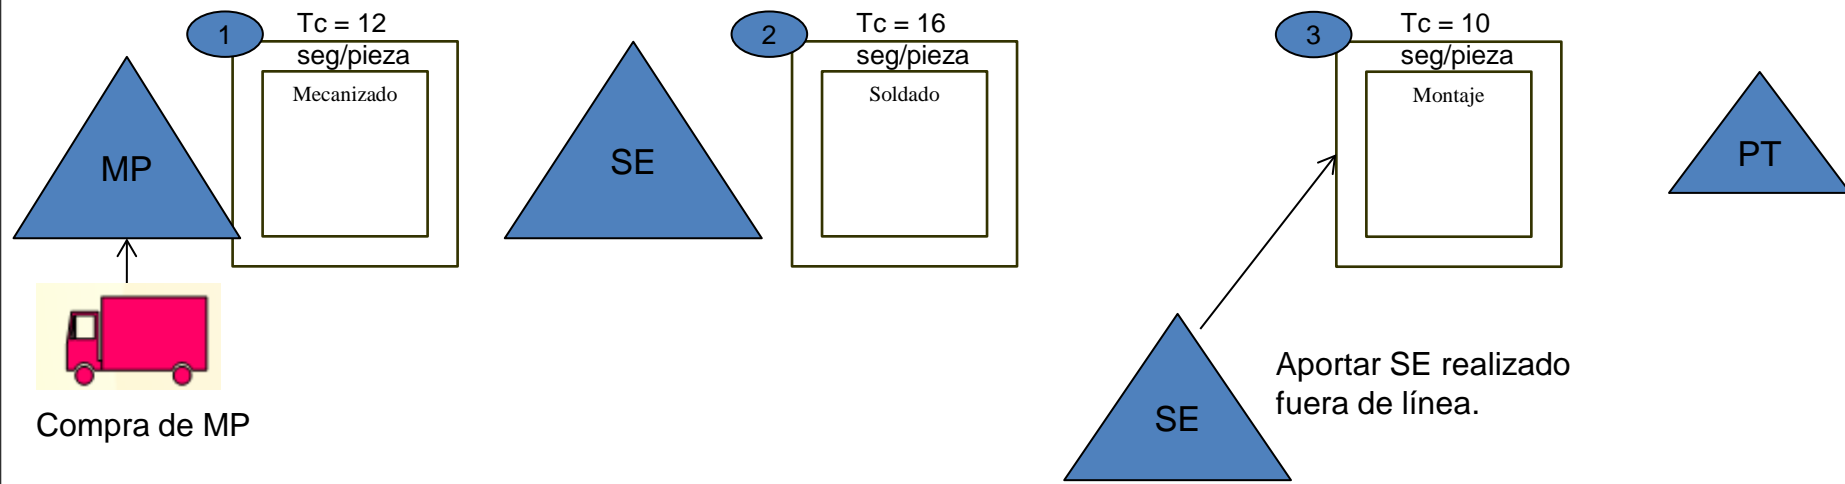 1
Tc = 12
seg/pieza
Mecanizado
MP
Compra de MP
SE
2
Tc = 16
seg/pieza
Soldado
3
Tc = 10
seg/pieza
Montaje
SE
Aportar SE realizado
fuera de línea.
PT